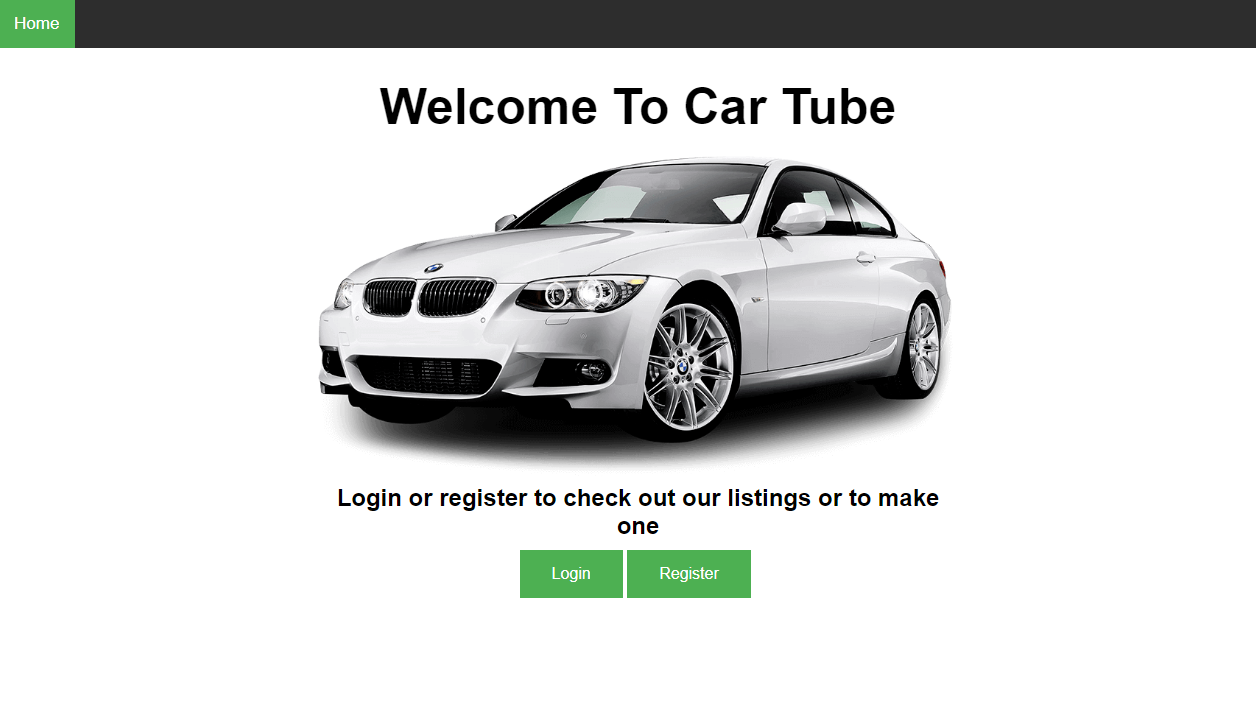 Home
Welcome To Car Tube
Login or register to check out our listings or to make
one
Login Register